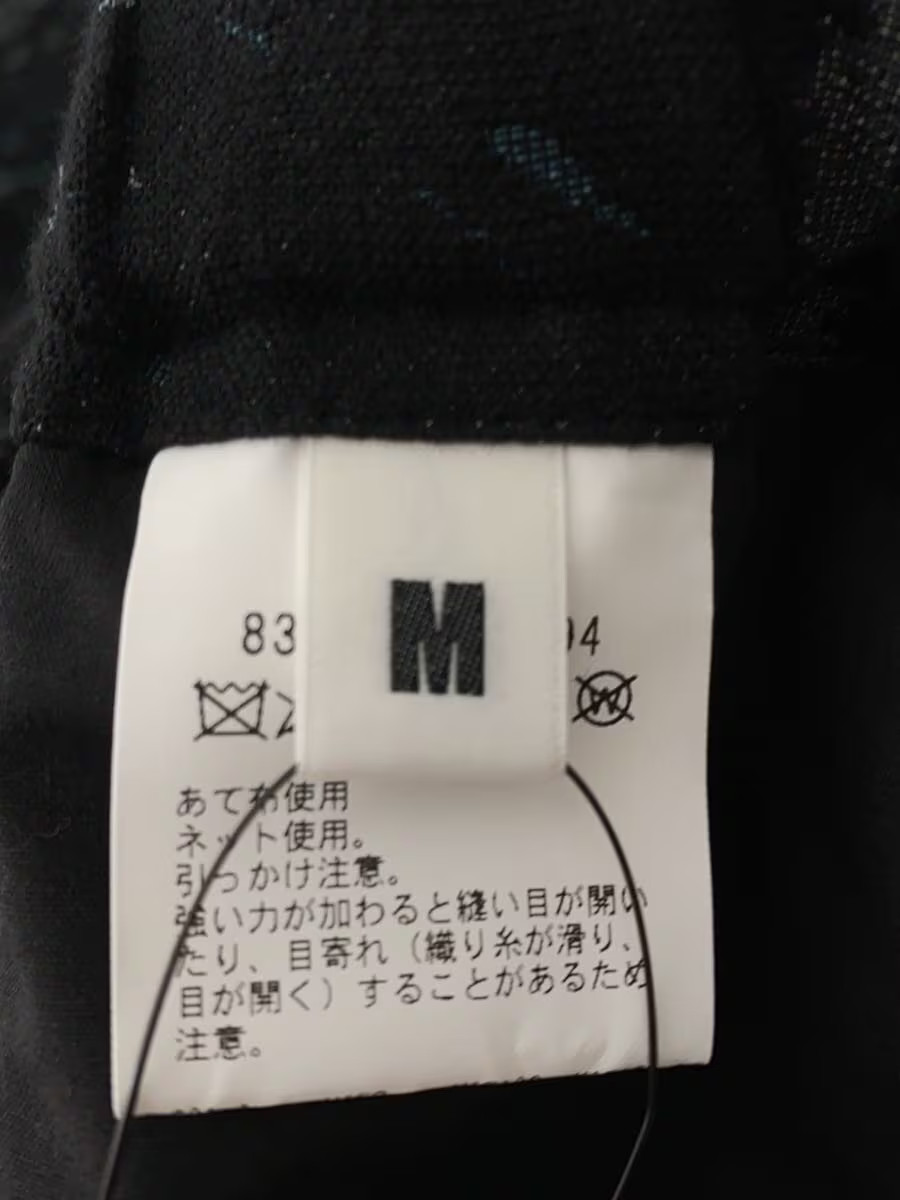 M
83
04
W
あて布使用
ネット使用。
引っかけ注意。
強い力が加わると縫い目が開い
たり、目寄れ（織り糸が滑り、
目が開く）することがあるため
注意。